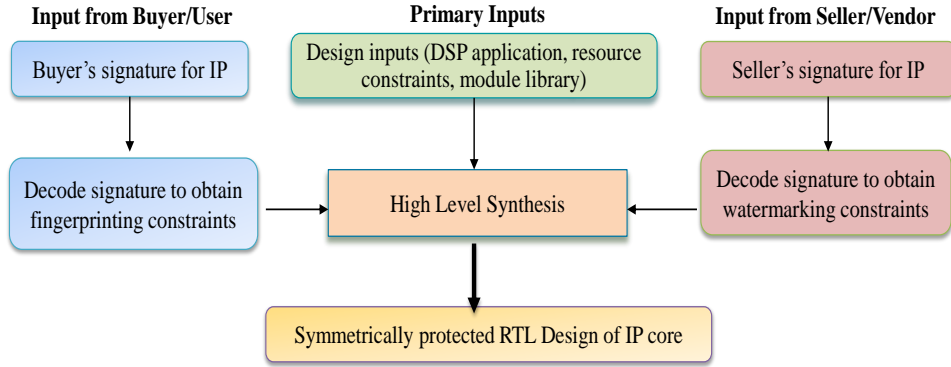 Input from Buyer/User
Primary Inputs
Input from Seller/Vendor
Buyer’s signature for IP
Design inputs (DSP application, resource
constraints, module library)
Seller’s signature for IP
Decode signature to obtain
fingerprinting constraints
High Level Synthesis
Decode signature to obtain
watermarking constraints
Symmetrically protected RTL Design of IP core